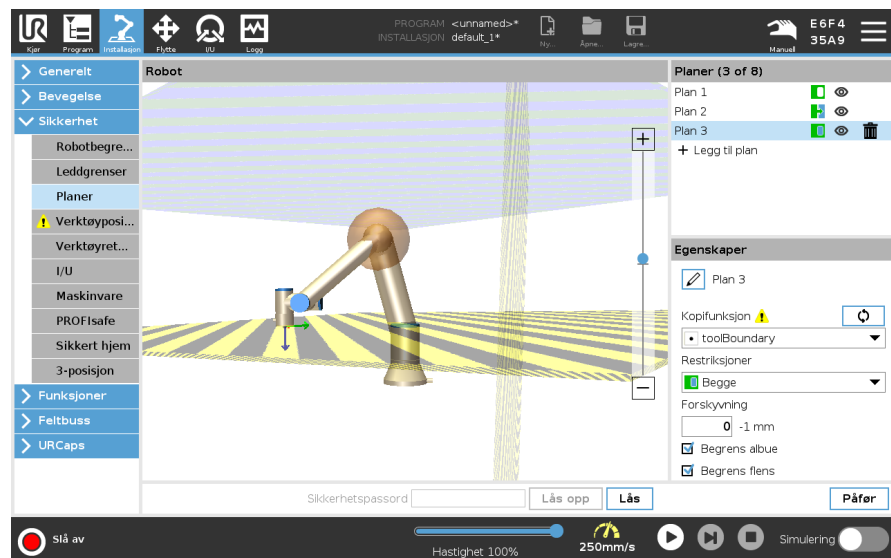 UR
Kjør
Program
Installasjon
Flytte
I/U
Logg
PROGRAM <unnamed>*
INSTALLASJON default_1*
Ny...
Åpne...
Lagre...
Manuell
E6F4
35A9
Generelt
Bevegelse
Sikkerhet
Robotbegre...
Leddgrenser
Planer
Verktøyposi...
Verktøyret...
I/U
Maskinvare
PROFIsafe
Sikkert hjem
3-posisjon
Funksjoner
Feltbuss
URCaps
Robot
Planer (3 of 8)
Plan 1
Plan 2
Plan 3
+ Legg til plan
Egenskaper
Plan 3
Kopifunksjon
toolBoundary
Restriksjoner
Begge
Forskyvning
0 -1 mm
Begrens albue
Begrens flens
Sikkerhetspassord
Lås opp
Lås
Påfør
Slå av
Hastighet 100%
250mm/s
Simulering